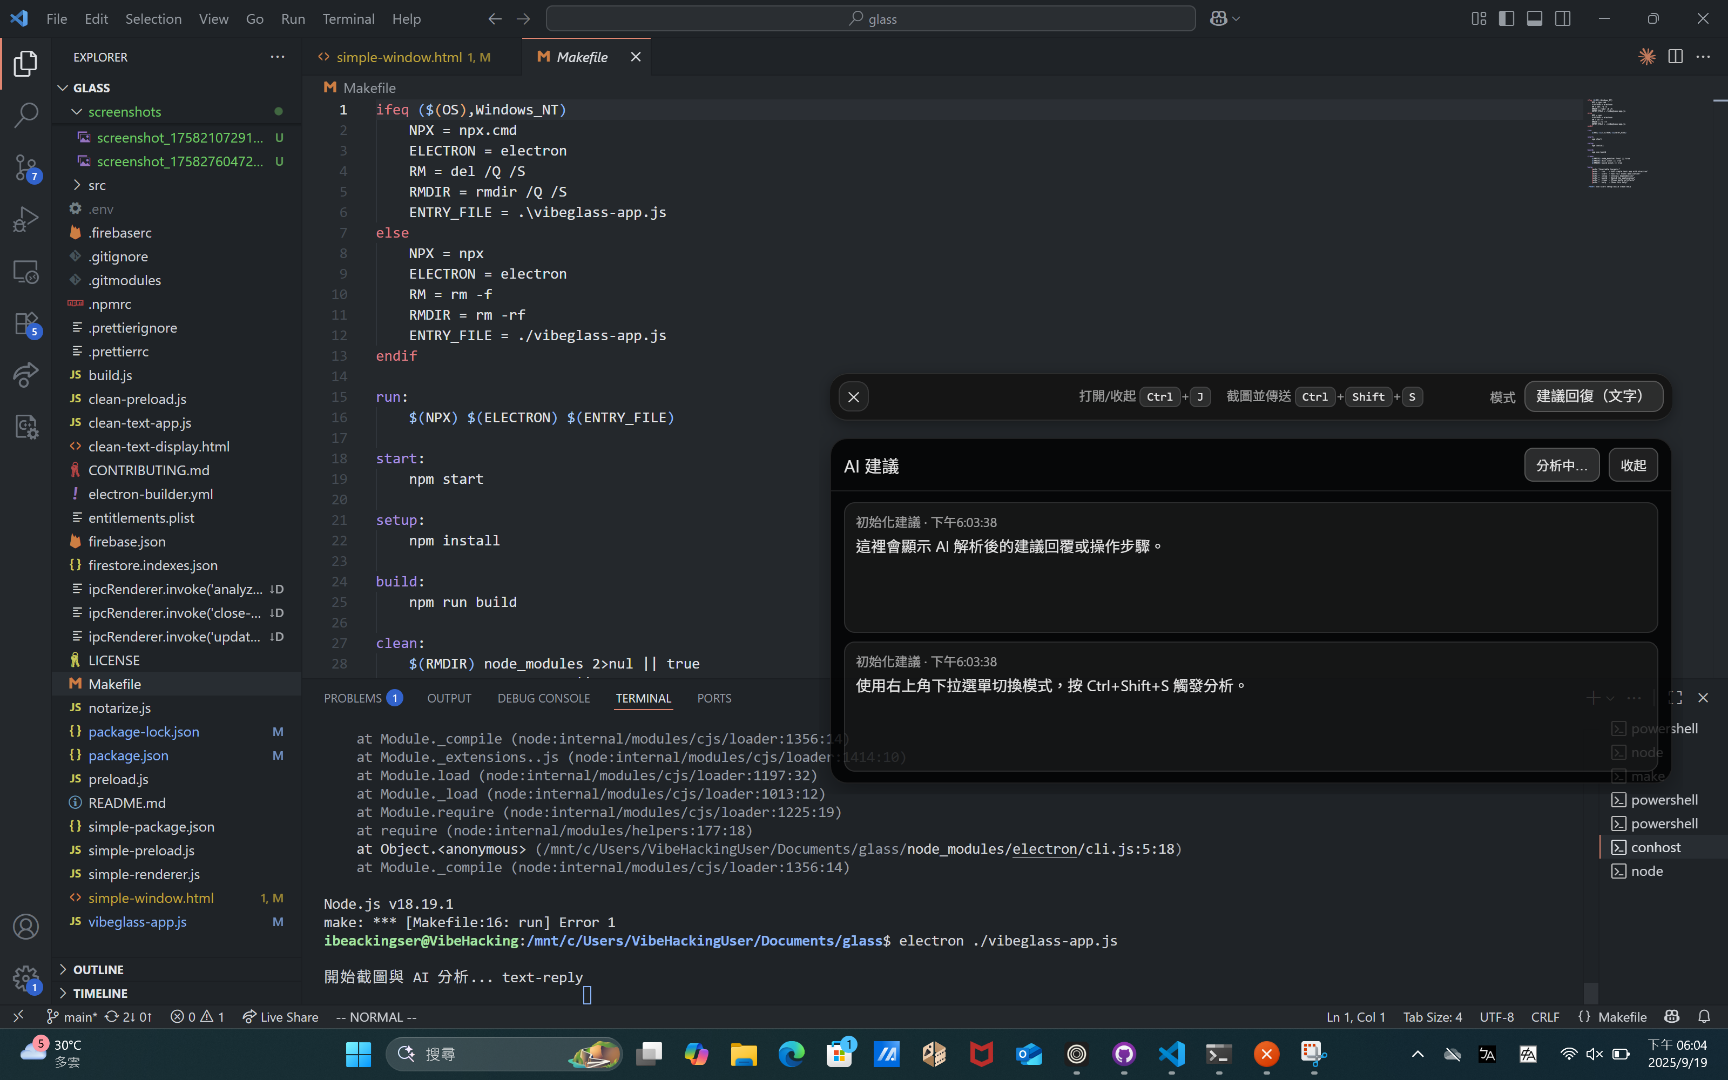 File Edit Selection View Go Run Terminal Help
glass
EXPLORER
GLASS
screenshots
screenshot_17582107291... U
screenshot_17582760472... U
src
.env
.firebaserc
.gitignore
.gitmodules
.npmrc
.prettierignore
.prettierrc
build.js
clean-preload.js
clean-text-app.js
clean-text-display.html
CONTRIBUTING.md
electron-builder.yml
entitlements.plist
firebase.json
firestore.indexes.json
ipcRenderer.invoke('analyz... ↓D
ipcRenderer.invoke('close-... ↓D
ipcRenderer.invoke('updat... ↓D
LICENSE
Makefile
notarize.js
package-lock.json M
package.json M
preload.js
README.md
simple-package.json
simple-preload.js
simple-renderer.js
simple-window.html 1, M
vibeglass-app.js M
OUTLINE
TIMELINE
7
5
1
simple-window.html 1, M
Makefile
Makefile
1 ifeq ($(OS),Windows_NT)
2 NPX = npx.cmd
3 ELECTRON = electron
4 RM = del /Q /S
5 RMDIR = rmdir /Q /S
6 ENTRY_FILE = .\vibeglass-app.js
7 else
8 NPX = npx
9 ELECTRON = electron
10 RM = rm -f
11 RMDIR = rm -rf
12 ENTRY_FILE = ./vibeglass-app.js
13 endif
14
15 run:
16 $(NPX) $(ELECTRON) $(ENTRY_FILE)
17
18 start:
19 npm start
20
21 setup:
22 npm install
23
24 build:
25 npm run build
26
27 clean:
28 $(RMDIR) node_modules 2>nul || true
打開/收起 Ctrl + J 截圖並傳送 Ctrl + Shift + S 模式 建議回復（文字）
AI 建議 分析中... 收起
初始化建議 · 下午6:03:38
這裡會顯示 AI 解析後的建議回覆或操作步驟。
初始化建議 · 下午6:03:38
使用右上角下拉選單切換模式，按 Ctrl+Shift+S 觸發分析。
PROBLEMS 1 OUTPUT DEBUG CONSOLE TERMINAL PORTS
at Module._compile (node:internal/modules/cjs/loader:1356:14)
at Module._extensions..js (node:internal/modules/cjs/loader:1414:10)
at Module.load (node:internal/modules/cjs/loader:1197:32)
at Module._load (node:internal/modules/cjs/loader:1013:12)
at Module.require (node:internal/modules/cjs/loader:1225:19)
at require (node:internal/modules/helpers:177:18)
at Object.<anonymous> (/mnt/c/Users/VibeHackingUser/Documents/glass/node_modules/electron/cli.js:5:18)
at Module._compile (node:internal/modules/cjs/loader:1356:14)
Node.js v18.19.1
make: *** [Makefile:16: run] Error 1
ibeackingser@VibeHacking:/mnt/c/Users/VibeHackingUser/Documents/glass$ electron ./vibeglass-app.js
開始截圖與 AI 分析... text-reply
powershell
node
make
powershell
powershell
conhost
node
main* 2↓ 0↑ 0 1 Live Share -- NORMAL --
Ln 1, Col 1 Tab Size: 4 UTF-8 CRLF Makefile
5 30°C
多雲
搜尋
1
下午 06:04
2025/9/19